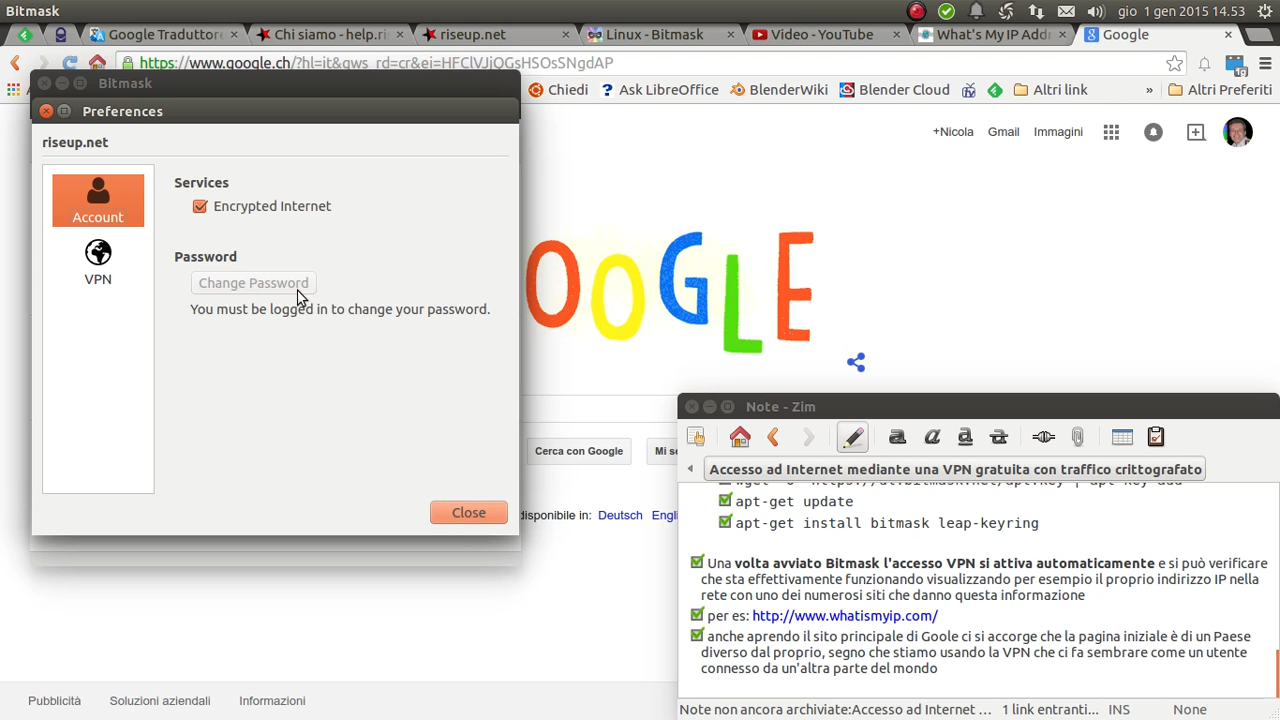 Bitmask
gio 1 gen 2015 14.53
Google Traduttore
Chi siamo - help.ri
riseup.net
Linux - Bitmask
Video - YouTube
What's My IP Addr
Google
https://www.google.ch/?hl=it&gws_rd=cr&ei=HFClVJjQGsHSOsSNgdAP
Chiedi
Ask LibreOffice
BlenderWiki
Blender Cloud
Altri link
»
Altri Preferiti
Bitmask
Preferences
riseup.net
Account
VPN
Services
Encrypted Internet
Password
Change Password
You must be logged in to change your password.
Close
+Nicola
Gmail
Immagini
OOGLE
Cerca con Google
Mi s
disponibile in: Deutsch Engli
Pubblicità
Soluzioni aziendali
Informazioni
Note - Zim
Accesso ad Internet mediante una VPN gratuita con traffico crittografato
apt-get update
apt-get install bitmask leap-keyring
Una volta avviato Bitmask l'accesso VPN si attiva automaticamente e si può verificare
che sta effettivamente funzionando visualizzando per esempio il proprio indirizzo IP nella
rete con uno dei numerosi siti che danno questa informazione
per es: http://www.whatismyip.com/
anche aprendo il sito principale di Goole ci si accorge che la pagina iniziale è di un Paese
diverso dal proprio, segno che stiamo usando la VPN che ci fa sembrare come un utente
connesso da un'altra parte del mondo
Note non ancora archiviate:Accesso ad Internet ...
1 link entranti...
INS
None